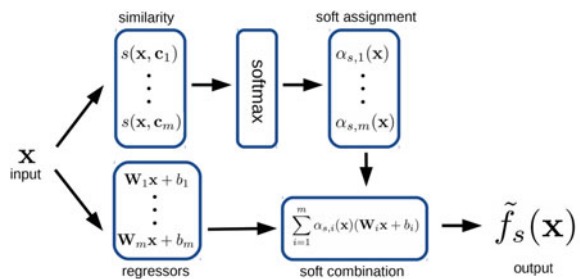 similarity
s(x, c₁)
⋮
s(x, cₘ)
softmax
soft assignment
αₛ,₁(x)
⋮
αₛ,ₘ(x)
x
input
W₁x + b₁
⋮
Wₘx + bₘ
regressors
∑ᵢ₌₁ᵐ αₛ,ᵢ(x)(Wᵢx + bᵢ)
soft combination
f̃ₛ(x)
output